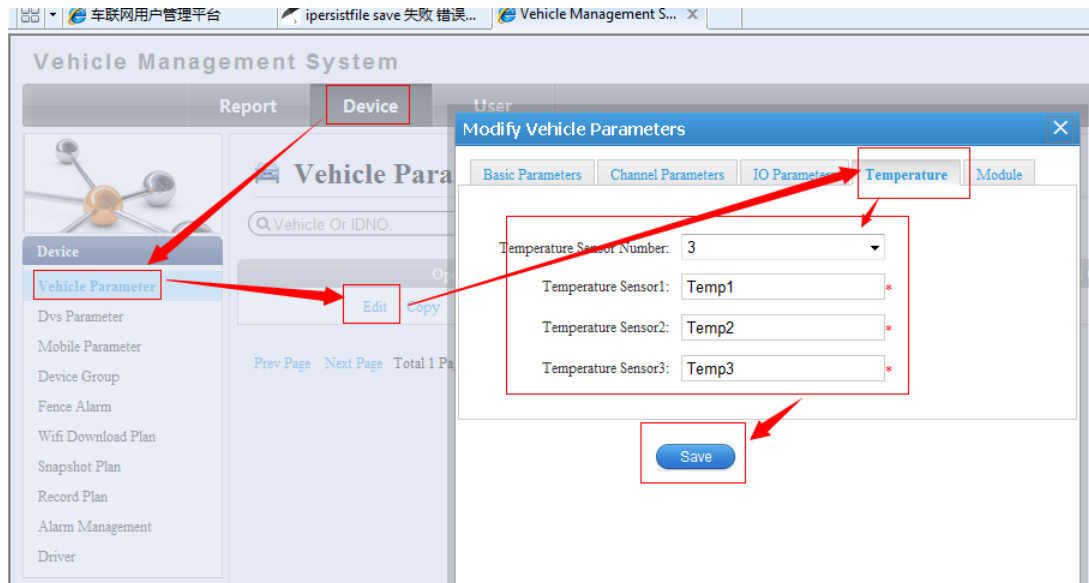 车联网用户管理平台
ipersistfile save 失败 错误...
Vehicle Management S... X
Vehicle Management System
Report Device User
Modify Vehicle Parameters
Vehicle Para
Basic Parameters Channel Parameters IO Parameters Temperature Module
Vehicle Or IDNO.
Device
Temperature Sensor Number: 3
Vehicle Parameter
Ope
Temperature Sensor1: Temp1 *
Edit Copy
Dvs Parameter
Temperature Sensor2: Temp2 *
Mobile Parameter
Prev Page Next Page Total 1 Pa
Temperature Sensor3: Temp3 *
Device Group
Fence Alarm
Wifi Download Plan
Save
Snapshot Plan
Record Plan
Alarm Management
Driver